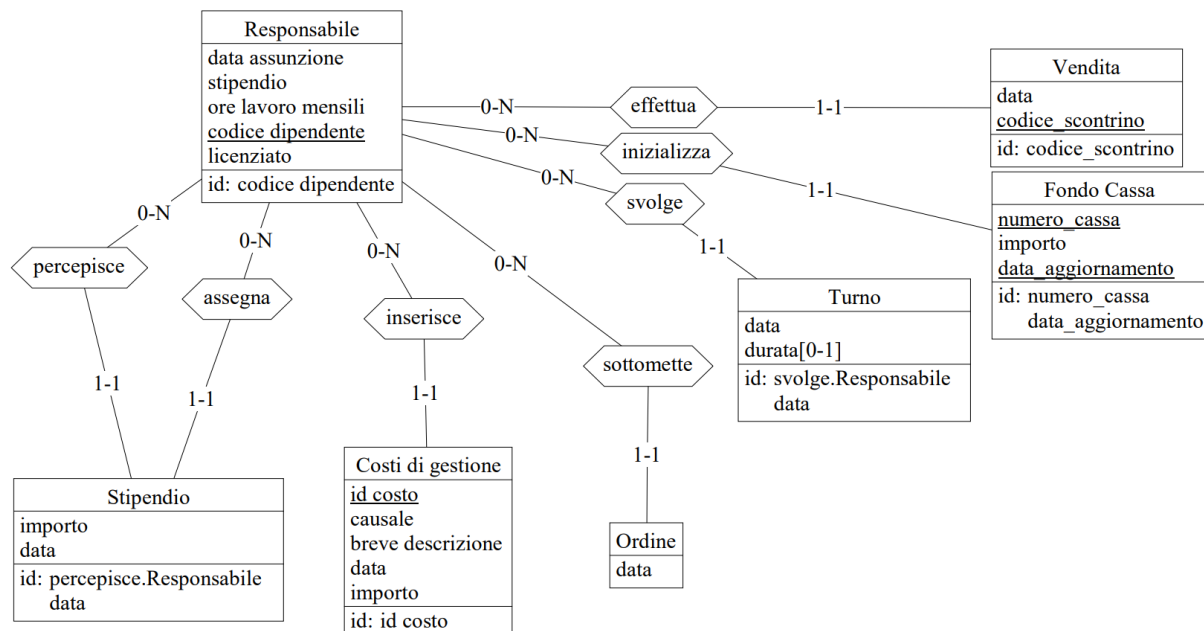 Responsabile
data assunzione
stipendio
ore lavoro mensili
codice dipendente
licenziato
id: codice dipendente
0-N
effettua
1-1
Vendita
data
codice_scontrino
id: codice_scontrino
0-N
inizializza
1-1
Fondo Cassa
numero_cassa
importo
data_aggiornamento
id: numero_cassa
data_aggiornamento
0-N
svolge
1-1
Turno
data
durata[0-1]
id: svolge.Responsabile
data
0-N
percepisce
1-1
0-N
assegna
1-1
Stipendio
importo
data
id: percepisce.Responsabile
data
0-N
inserisce
1-1
Costi di gestione
id costo
causale
breve descrizione
data
importo
id: id costo
0-N
sottomette
1-1
Ordine
data